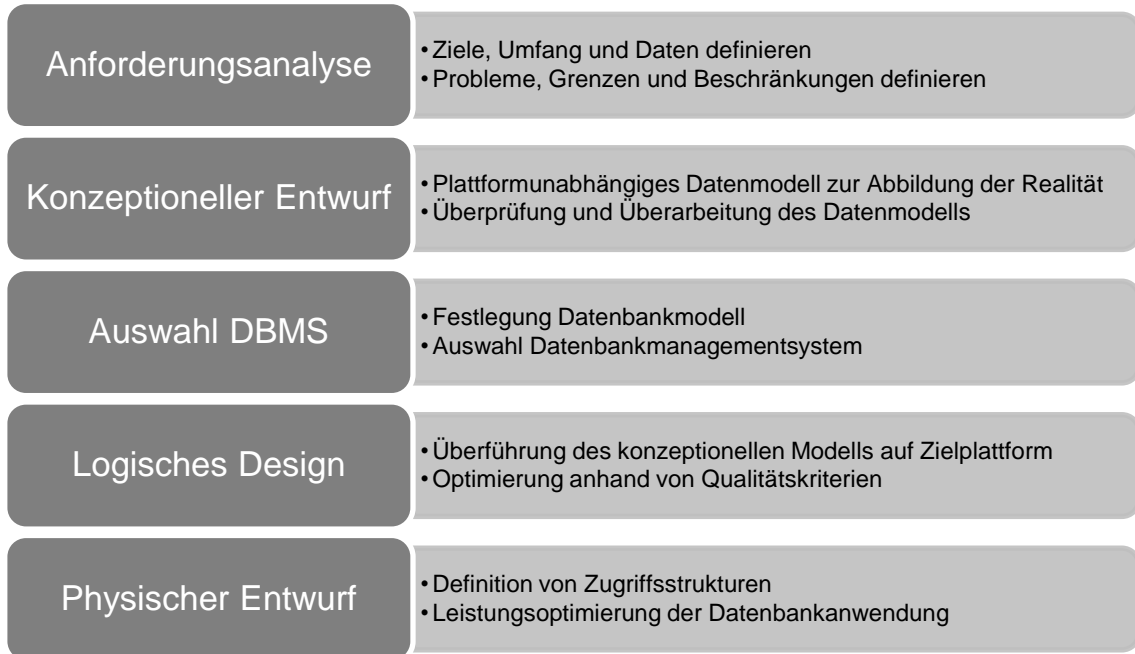 Anforderungsanalyse
• Ziele, Umfang und Daten definieren
• Probleme, Grenzen und Beschränkungen definieren
Konzeptioneller Entwurf
• Plattformunabhängiges Datenmodell zur Abbildung der Realität
• Überprüfung und Überarbeitung des Datenmodells
Auswahl DBMS
• Festlegung Datenbankmodell
• Auswahl Datenbankmanagementsystem
Logisches Design
• Überführung des konzeptionellen Modells auf Zielplattform
• Optimierung anhand von Qualitätskriterien
Physischer Entwurf
• Definition von Zugriffsstrukturen
• Leistungsoptimierung der Datenbankanwendung